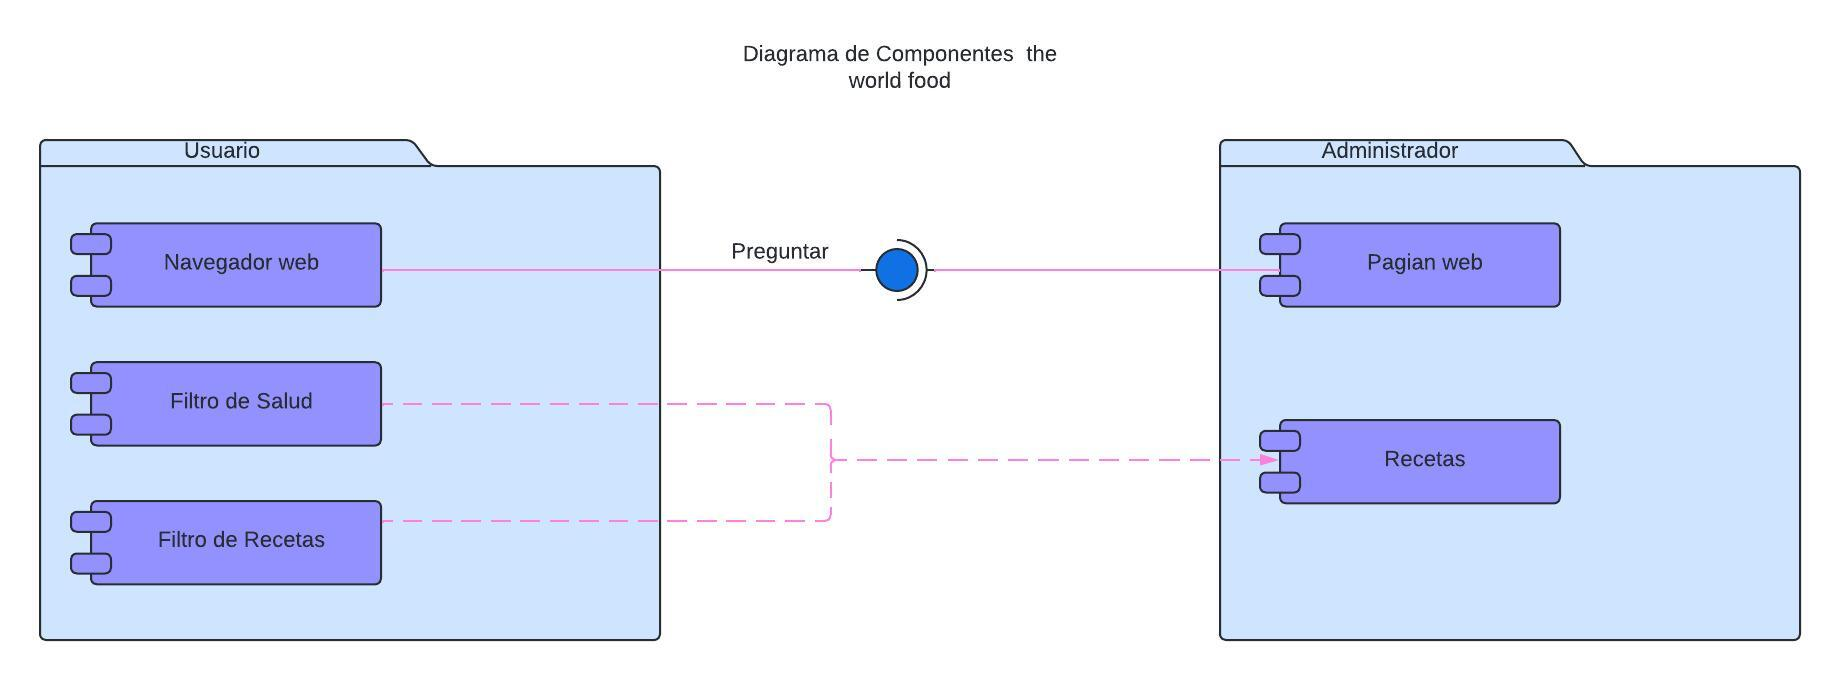 Diagrama de Componentes  the
world food
Usuario
Administrador
Navegador web
Preguntar
Pagian web
Filtro de Salud
Recetas
Filtro de Recetas